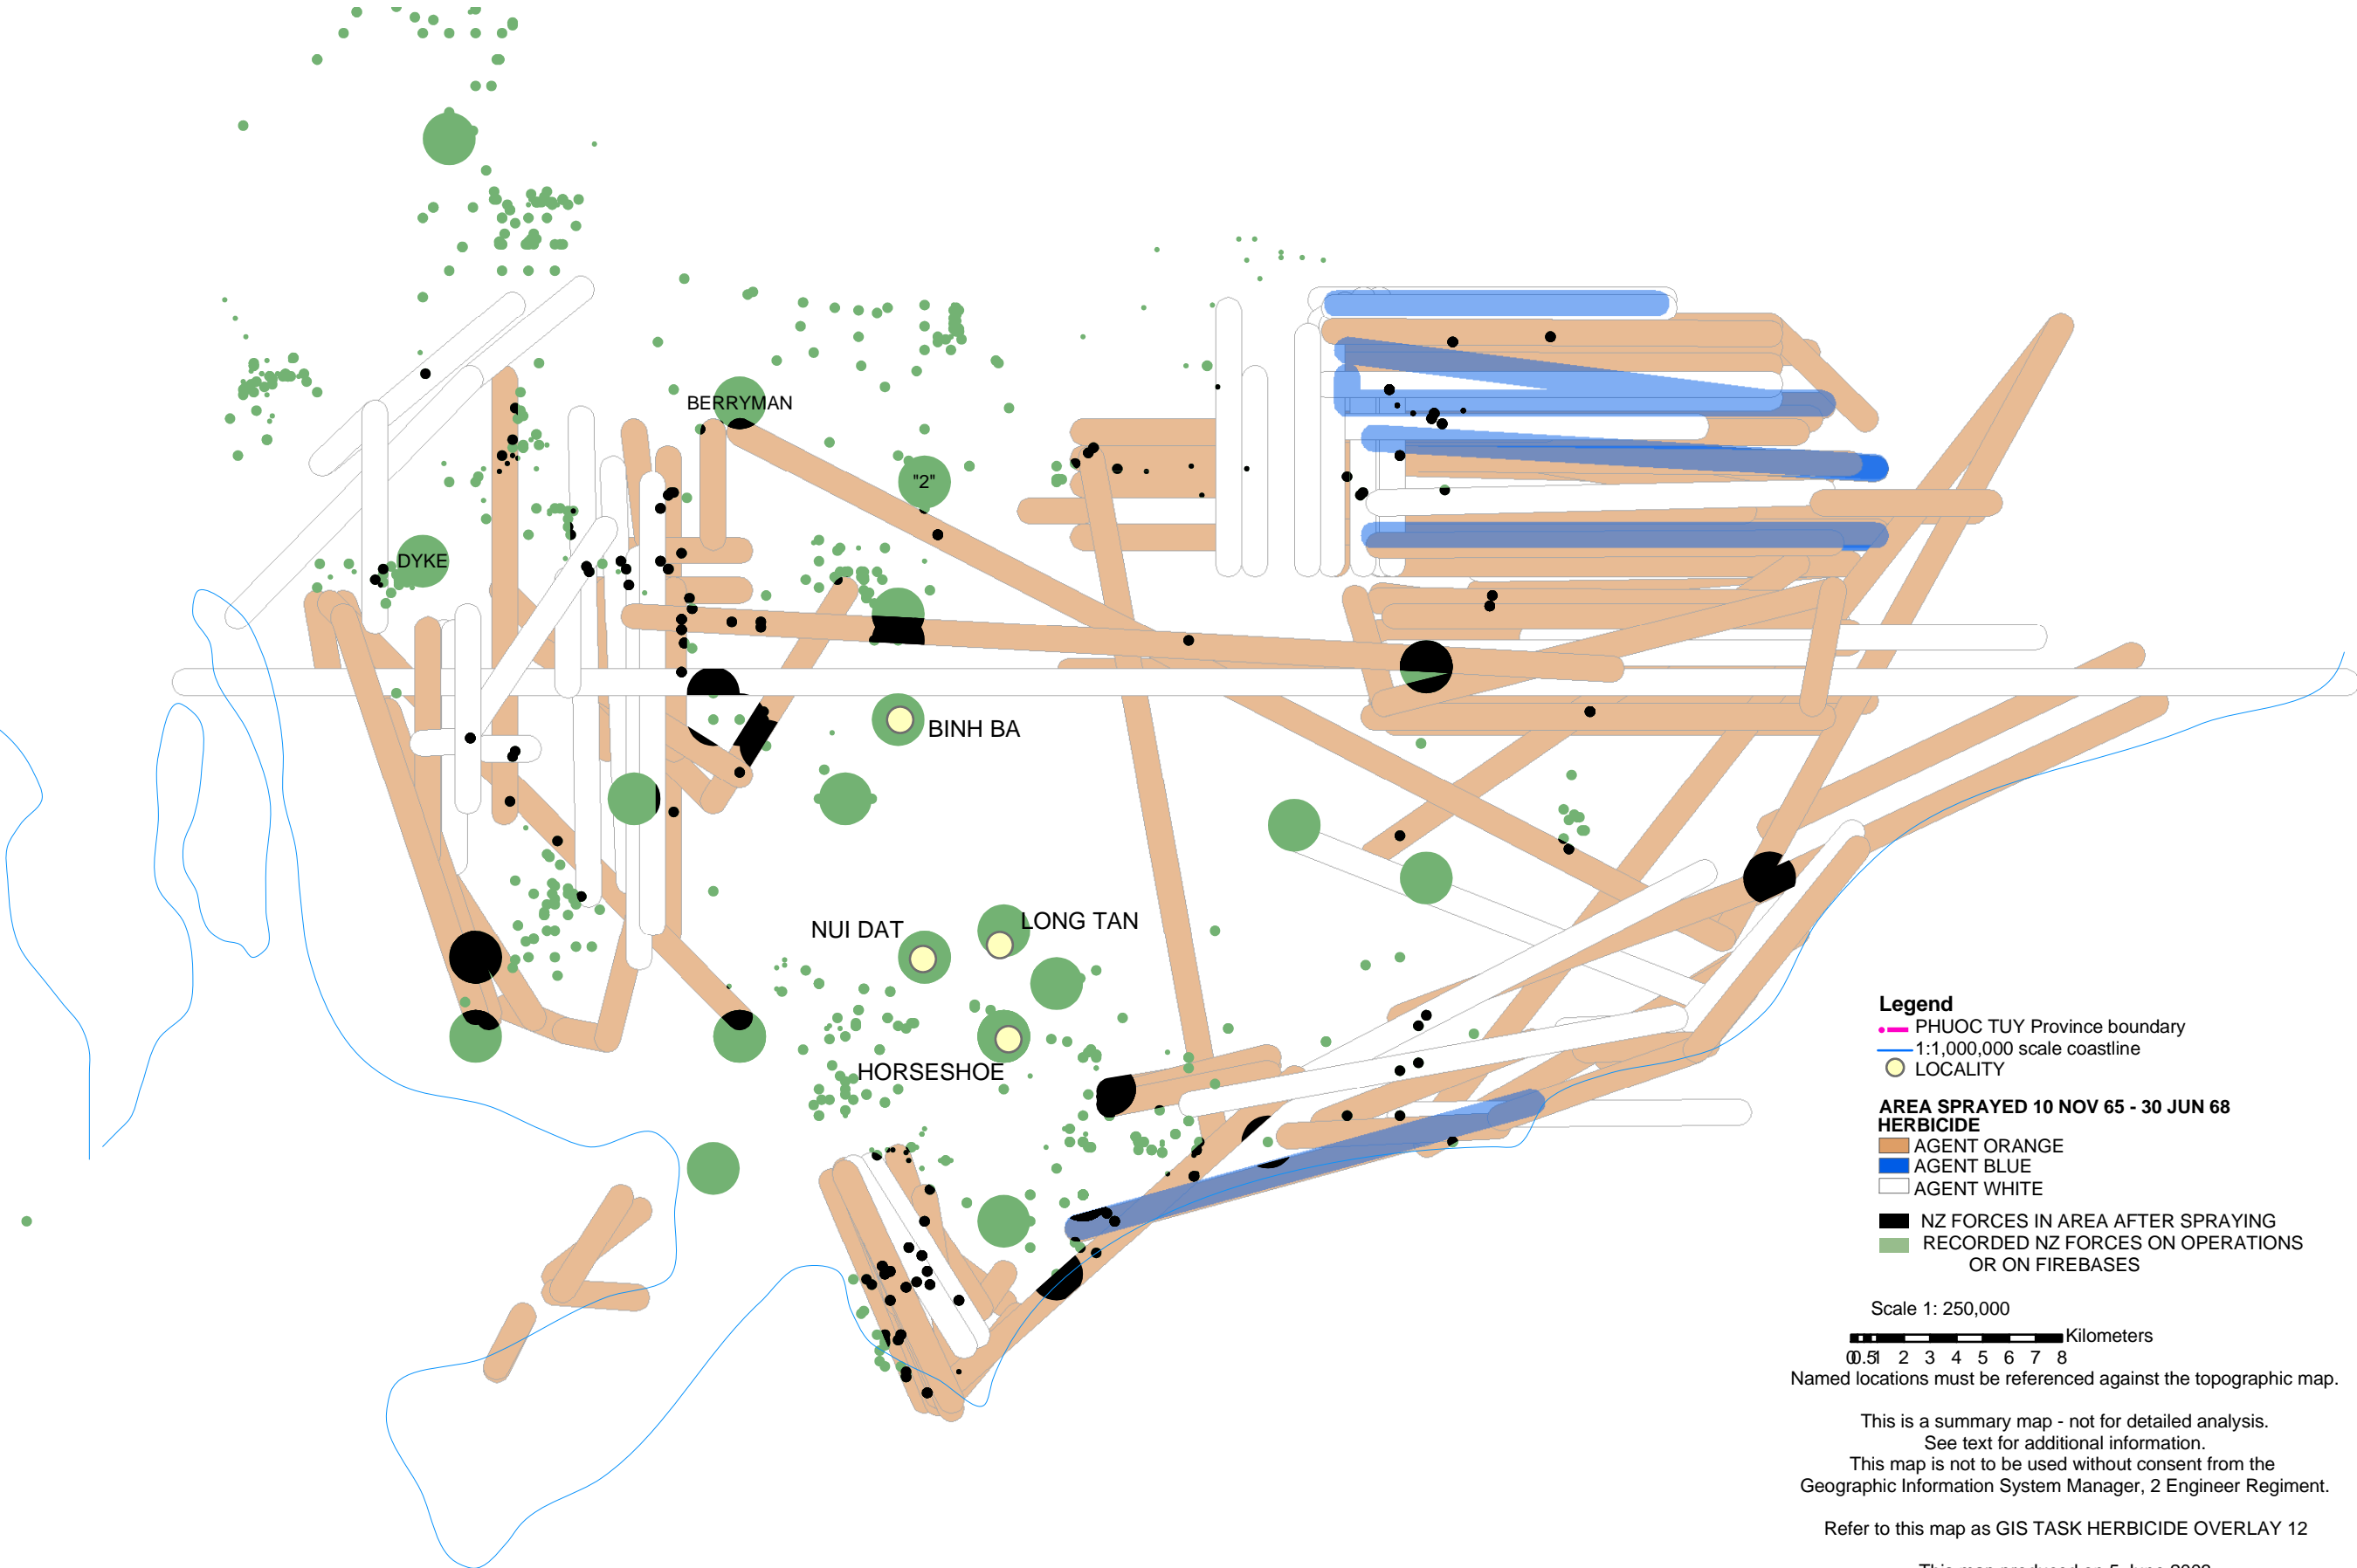 BERRYMAN
"2"
DYKE
BINH BA
NUI DAT
LONG TAN
HORSESHOE
Legend
PHUOC TUY Province boundary
1:1,000,000 scale coastline
LOCALITY
AREA SPRAYED 10 NOV 65 - 30 JUN 68
HERBICIDE
AGENT ORANGE
AGENT BLUE
AGENT WHITE
NZ FORCES IN AREA AFTER SPRAYING
RECORDED NZ FORCES ON OPERATIONS
OR ON FIREBASES
Scale 1: 250,000
Kilometers
0 0.5 1 2 3 4 5 6 7 8
Named locations must be referenced against the topographic map.
This is a summary map - not for detailed analysis.
See text for additional information.
This map is not to be used without consent from the
Geographic Information System Manager, 2 Engineer Regiment.
Refer to this map as GIS TASK HERBICIDE OVERLAY 12
This map produced on 5 June